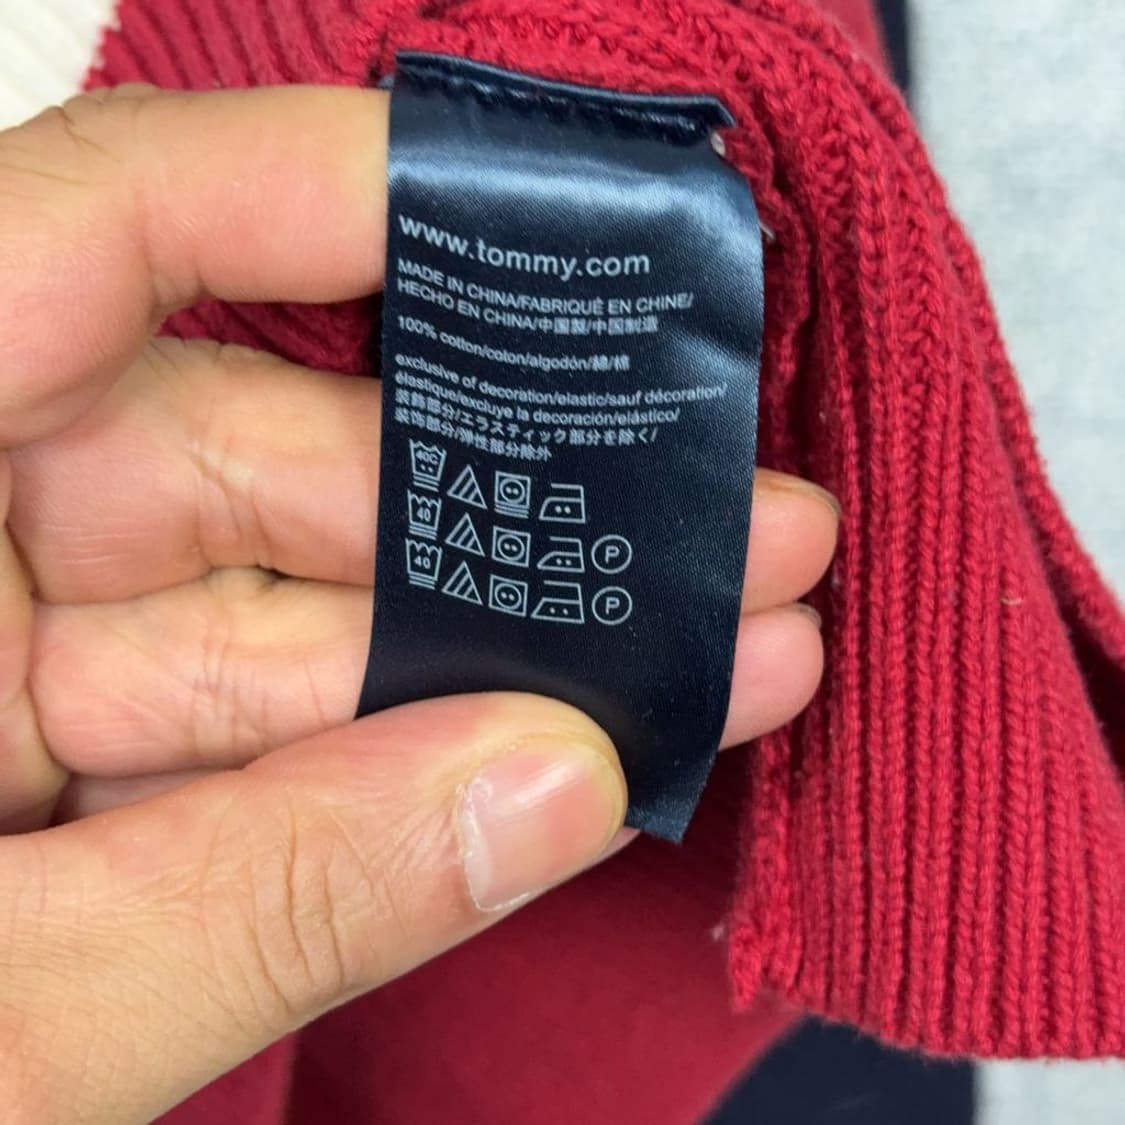 www.tommy.com
MADE IN CHINA/FABRIQUÉ EN CHINE/
HECHO EN CHINA/中国製/中国制造
100% cotton/coton/algodón/綿/棉
exclusive of decoration/elastic/sauf décoration/
élastique/excluye la decoración/elástico/
装飾部分/エラスティック部分を除く/
装饰部分/弹性部分除外
40C
40 P
40 P